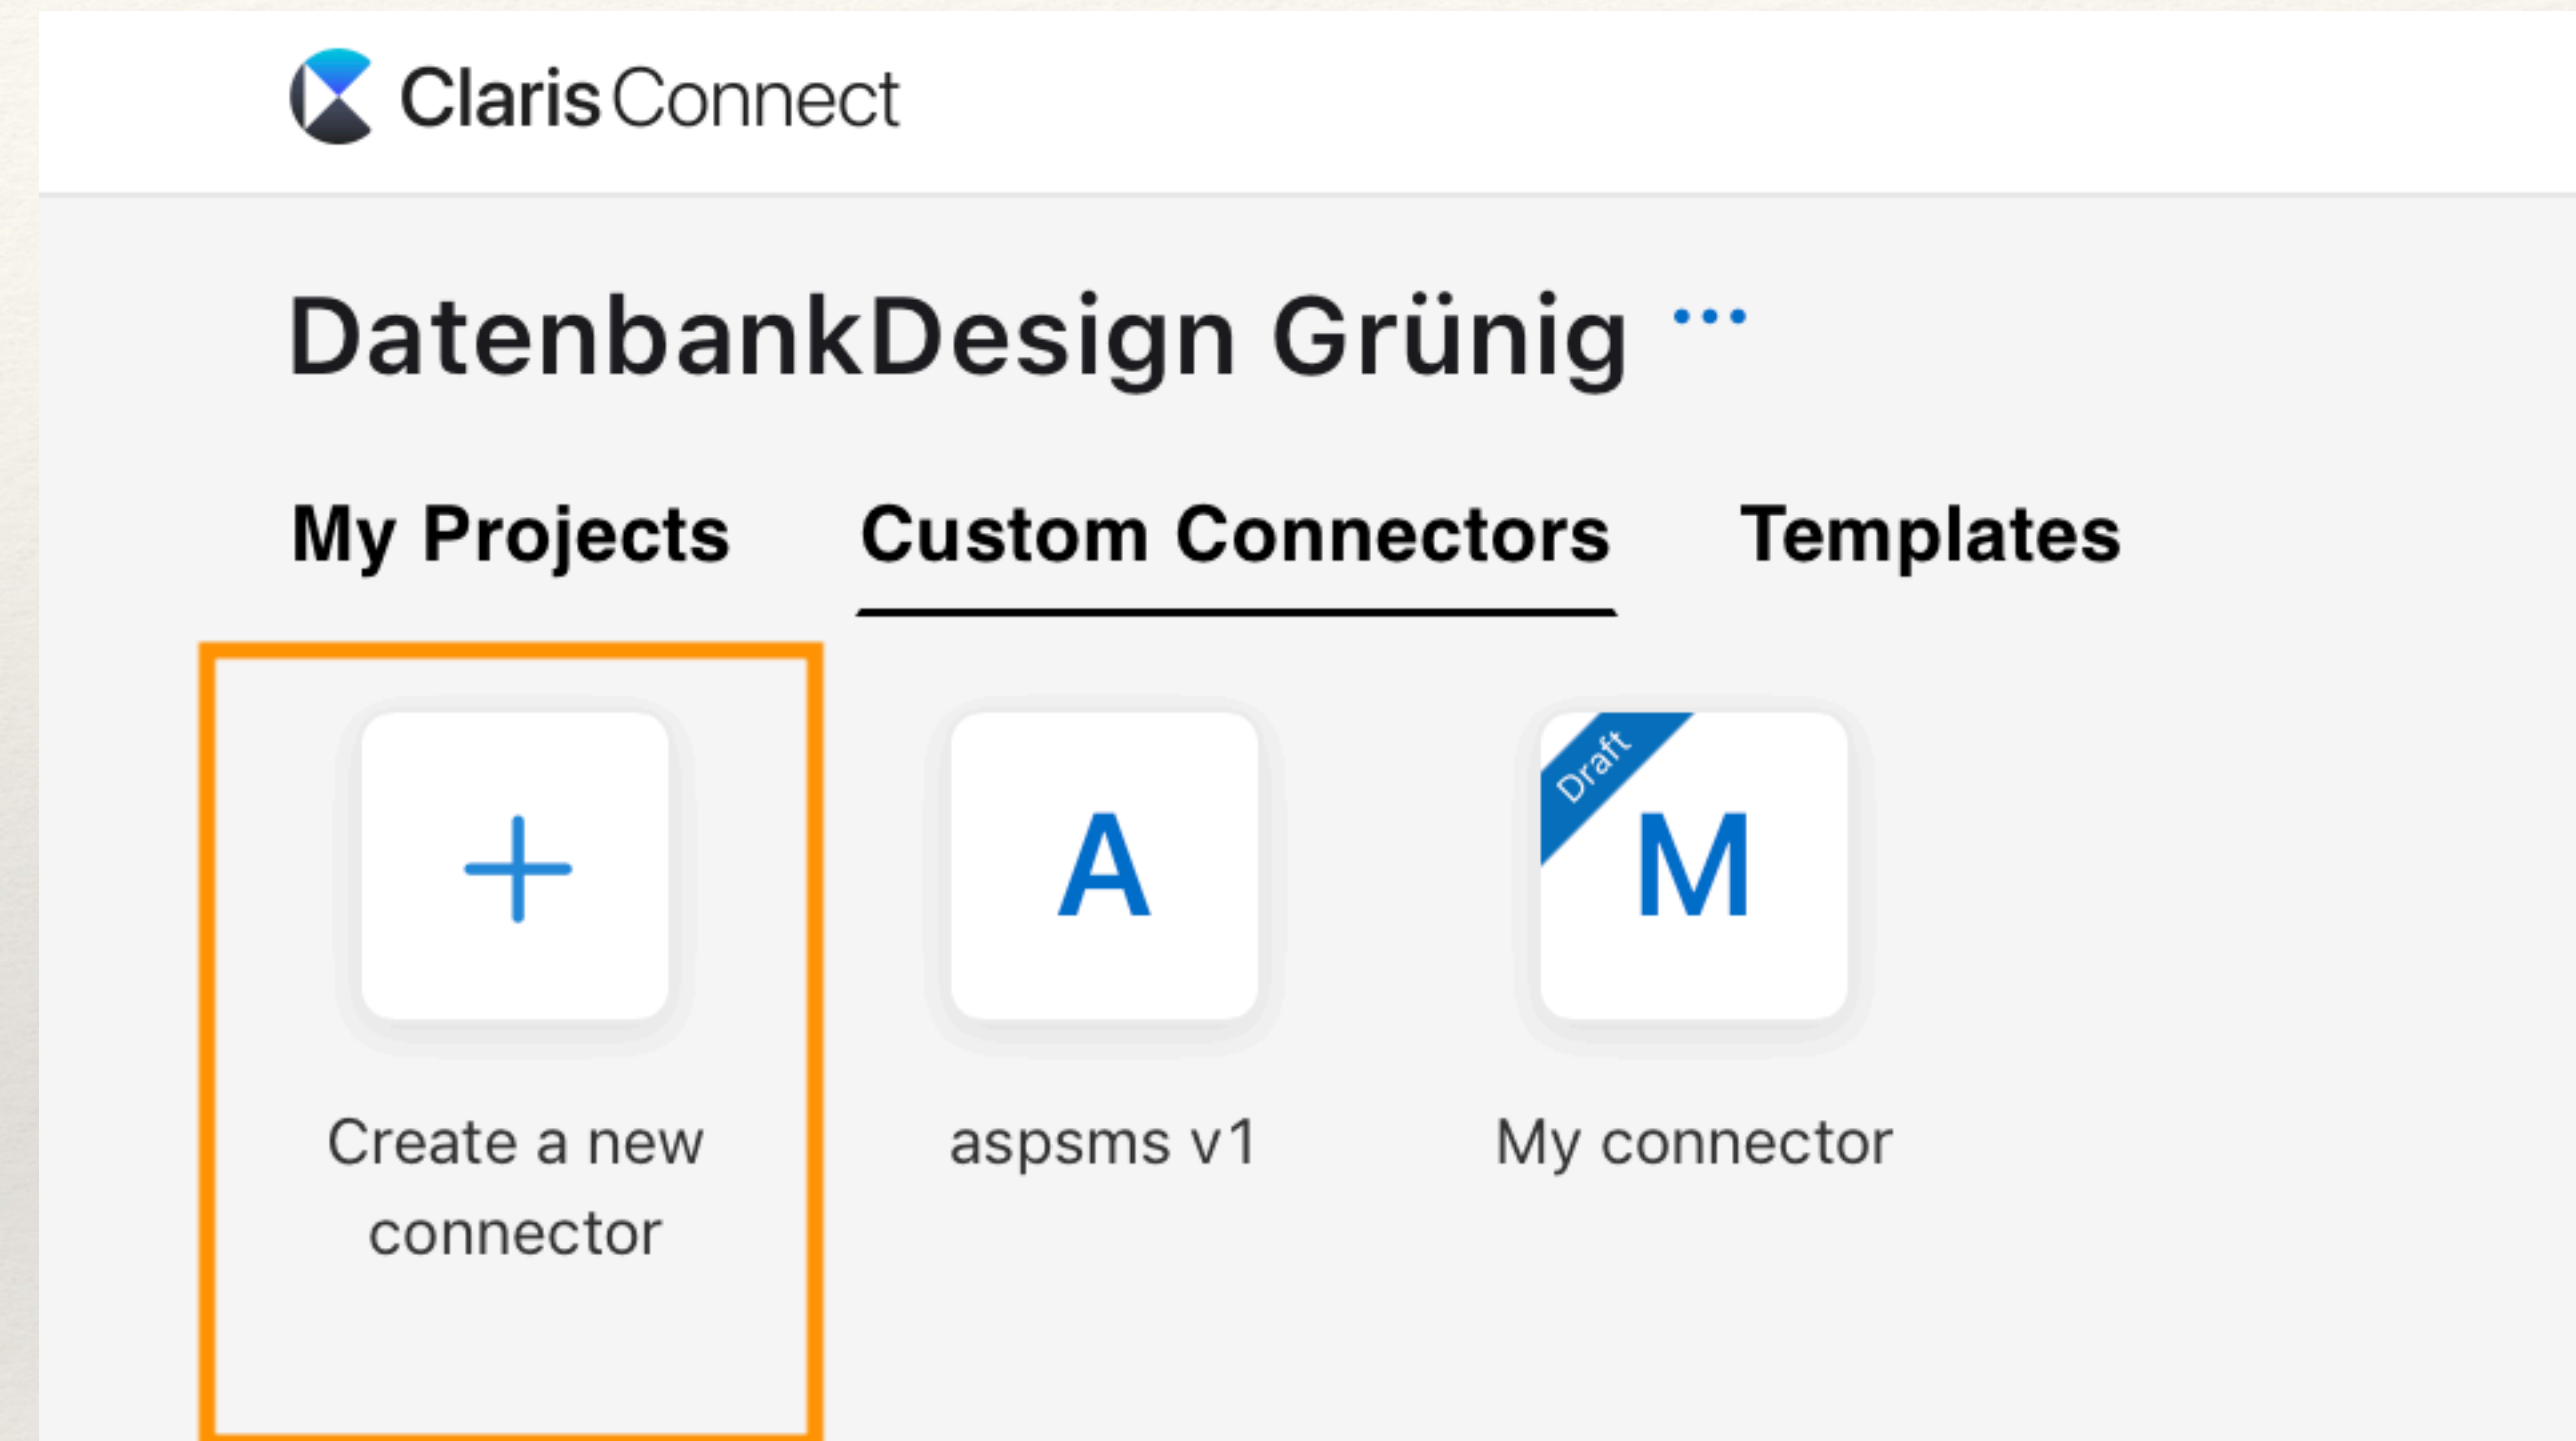 Claris Connect
DatenbankDesign Grünig ...
My Projects Custom Connectors Templates
Draft
A
M
Create a new
connector
aspsms v1
My connector